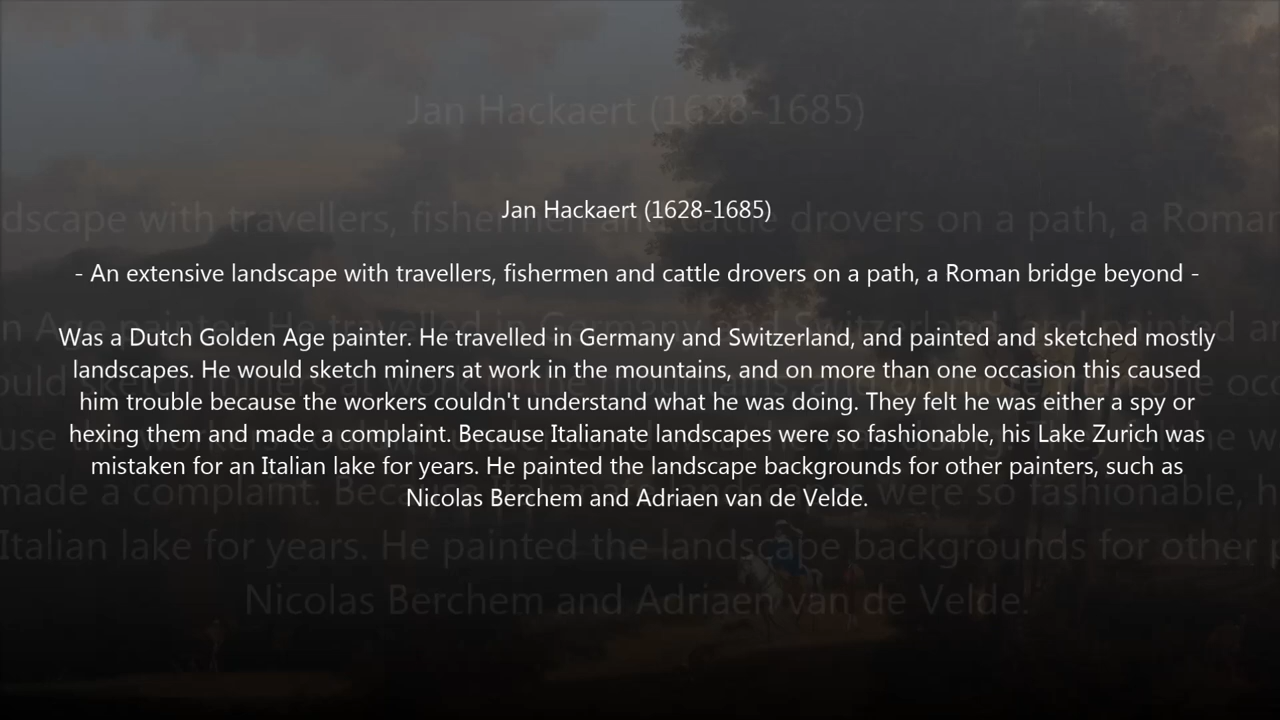 Jan Hackaert (1628-1685)
- An extensive landscape with travellers, fishermen and cattle drovers on a path, a Roman bridge beyond -
Was a Dutch Golden Age painter. He travelled in Germany and Switzerland, and painted and sketched mostly
landscapes. He would sketch miners at work in the mountains, and on more than one occasion this caused
him trouble because the workers couldn't understand what he was doing. They felt he was either a spy or
hexing them and made a complaint. Because Italianate landscapes were so fashionable, his Lake Zurich was
mistaken for an Italian lake for years. He painted the landscape backgrounds for other painters, such as
Nicolas Berchem and Adriaen van de Velde.